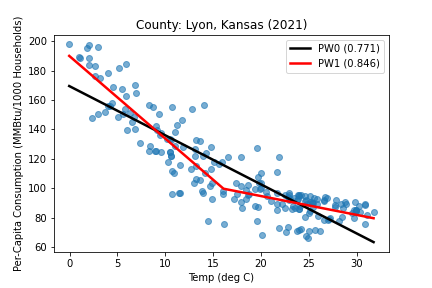 County: Lyon, Kansas (2021)
Per-Capita Consumption (MMBtu/1000 Households)
200
180
160
140
120
100
80
60
PW0 (0.771)
PW1 (0.846)
0 5 10 15 20 25 30
Temp (deg C)